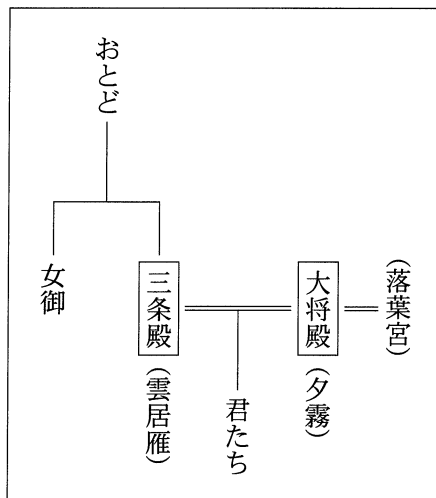 （落葉宮）
大将殿（夕霧）
君たち
三条殿（雲居雁）
おとど
女御